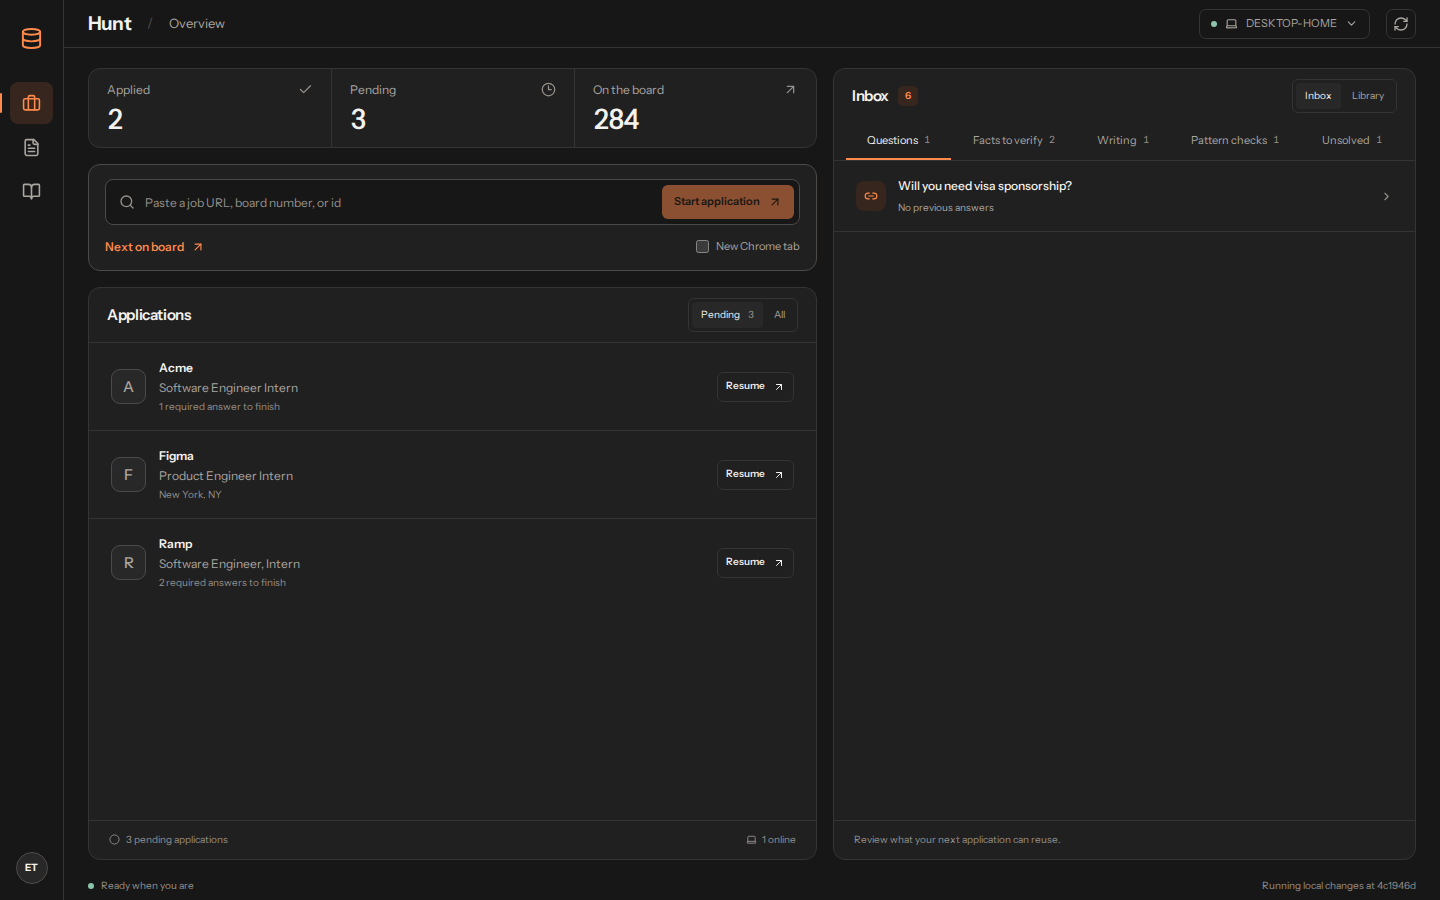 Hunt / Overview
DESKTOP-HOME
Applied
2
Pending
3
On the board
284
Paste a job URL, board number, or id
Start application
Next on board
New Chrome tab
Applications
Pending 3
All
A
Acme
Software Engineer Intern
1 required answer to finish
Resume
F
Figma
Product Engineer Intern
New York, NY
Resume
R
Ramp
Software Engineer, Intern
2 required answers to finish
Resume
3 pending applications
1 online
Inbox 6
Inbox
Library
Questions 1
Facts to verify 2
Writing 1
Pattern checks 1
Unsolved 1
Will you need visa sponsorship?
No previous answers
Review what your next application can reuse.
ET
Ready when you are
Running local changes at 4c1946d